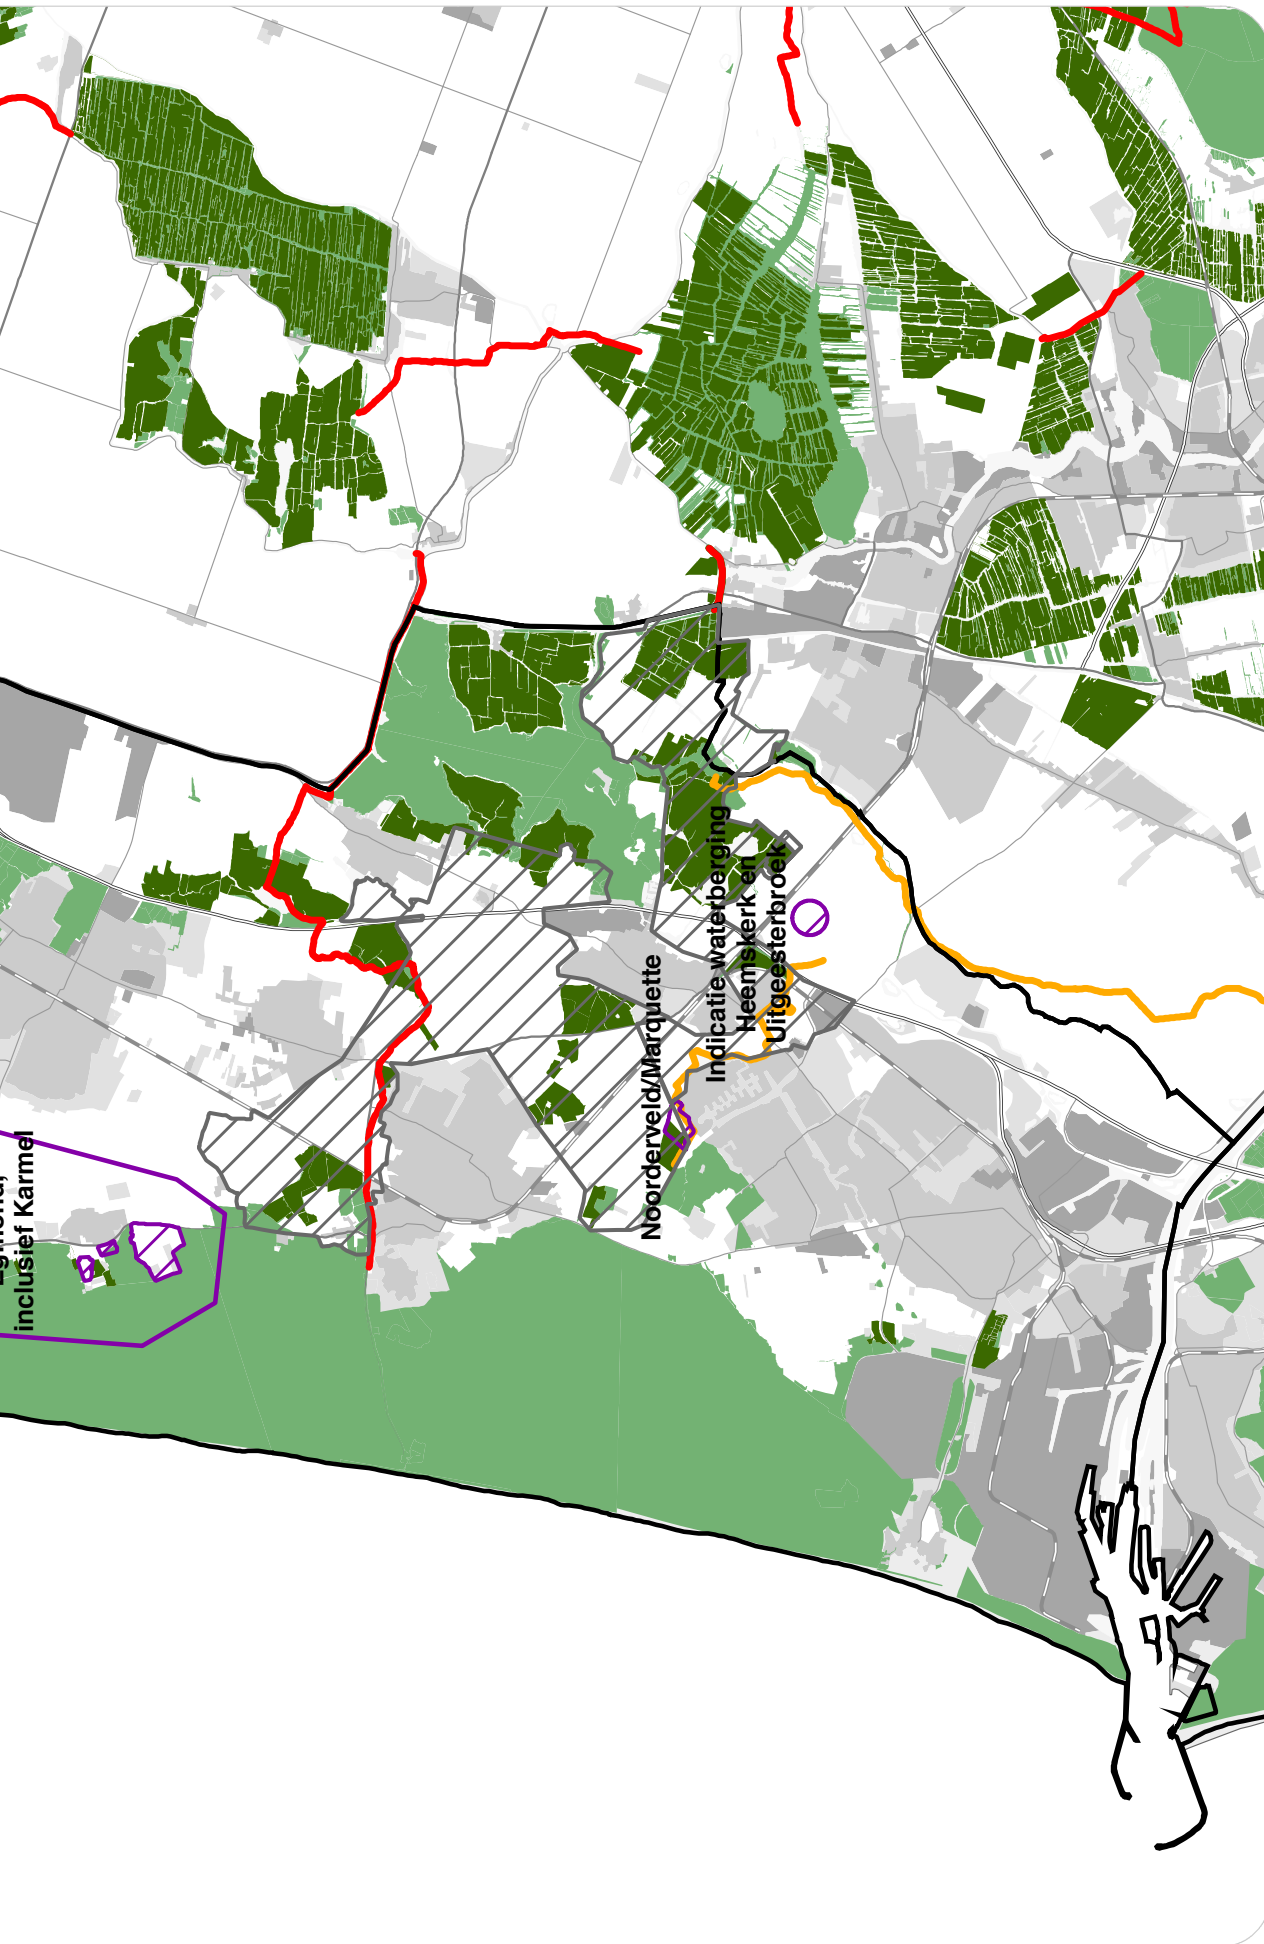 inclusief Karmel
Noorderveld/Marquette
Indicatie waterberging
Heemskerk en
Uitgeesterbroek